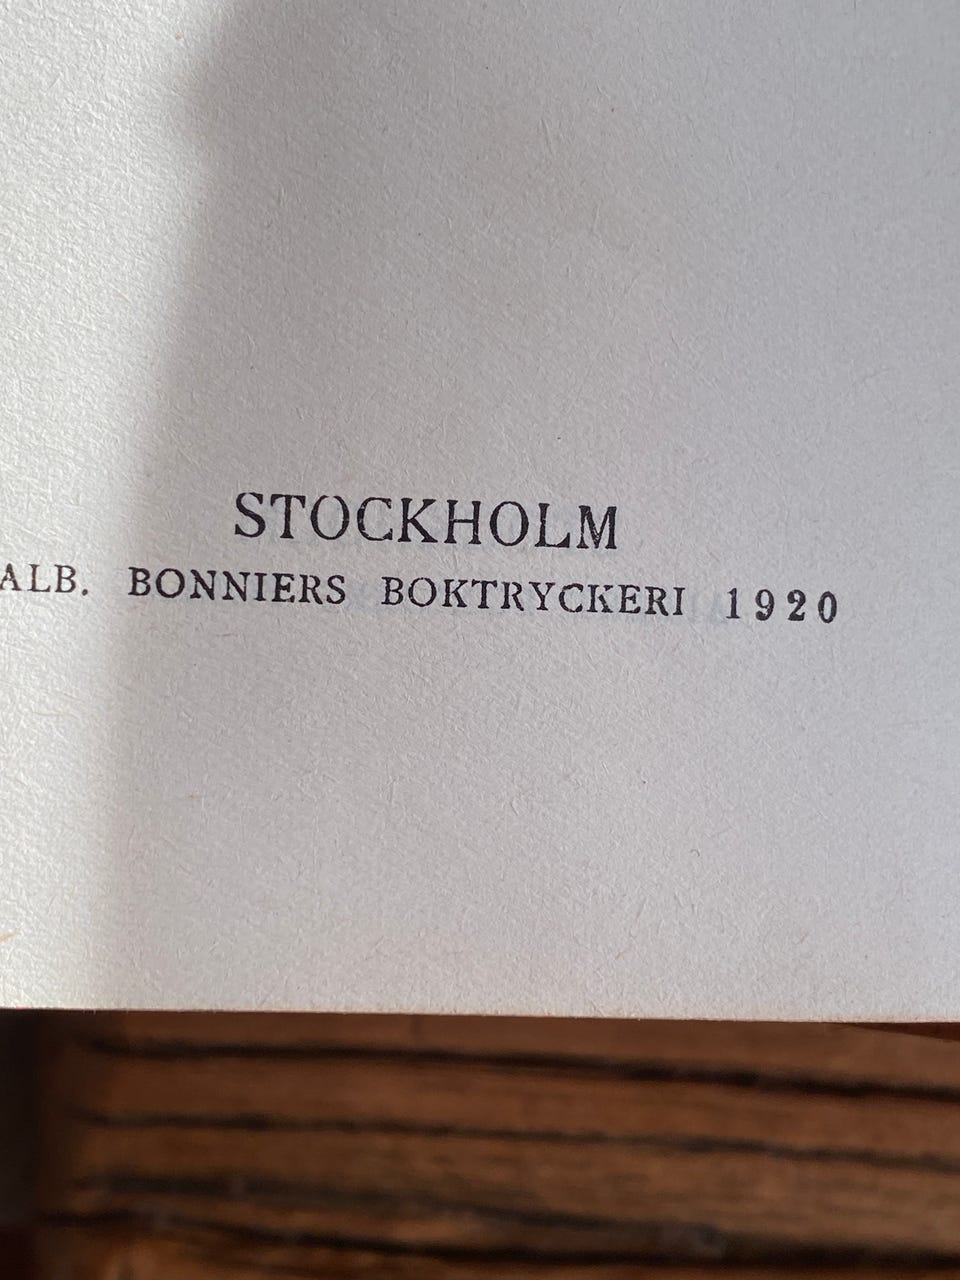 STOCKHOLM
ALB. BONNIERS BOKTRYCKERI 1920